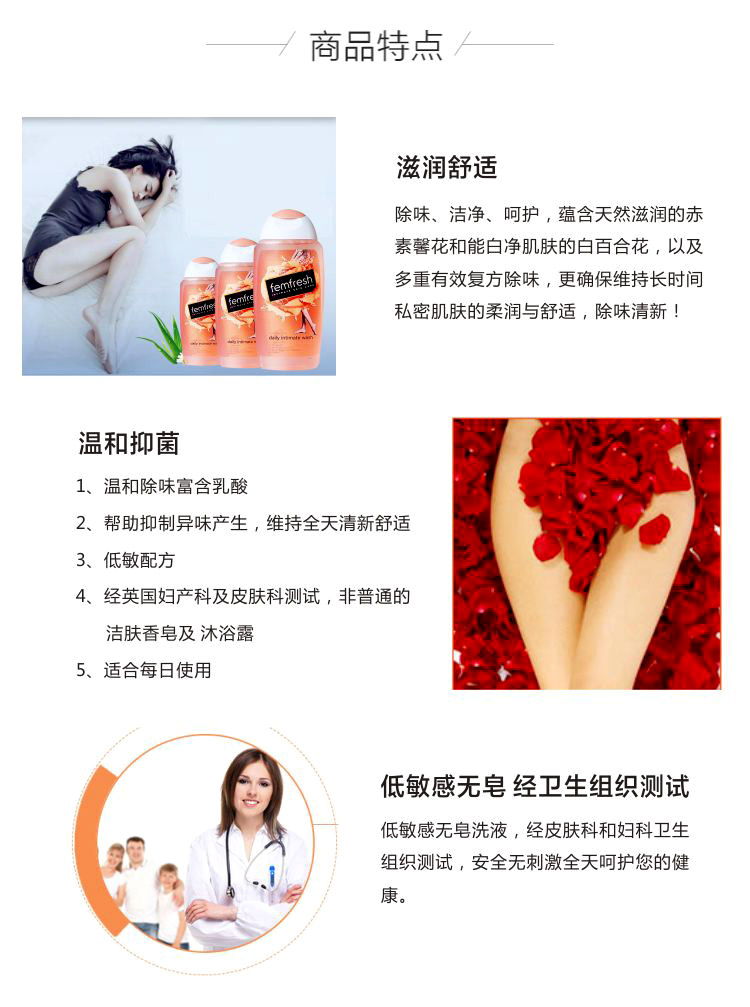 商品特点
滋润舒适
除味、洁净、呵护，蕴含天然滋润的赤
素馨花和能白净肌肤的白百合花，以及
多重有效复方除味，更确保维持长时间
私密肌肤的柔润与舒适，除味清新！
femfresh
femfresh
femfresh
daily intimate wash
daily intimate wash
daily intimate wash
温和抑菌
1、温和除味富含乳酸
2、帮助抑制异味产生，维持全天清新舒适
3、低敏配方
4、经英国妇产科及皮肤科测试，非普通的
洁肤香皂及 沐浴露
5、适合每日使用
低敏感无皂 经卫生组织测试
低敏感无皂洗液，经皮肤科和妇科卫生
组织测试，安全无刺激全天呵护您的健
康。